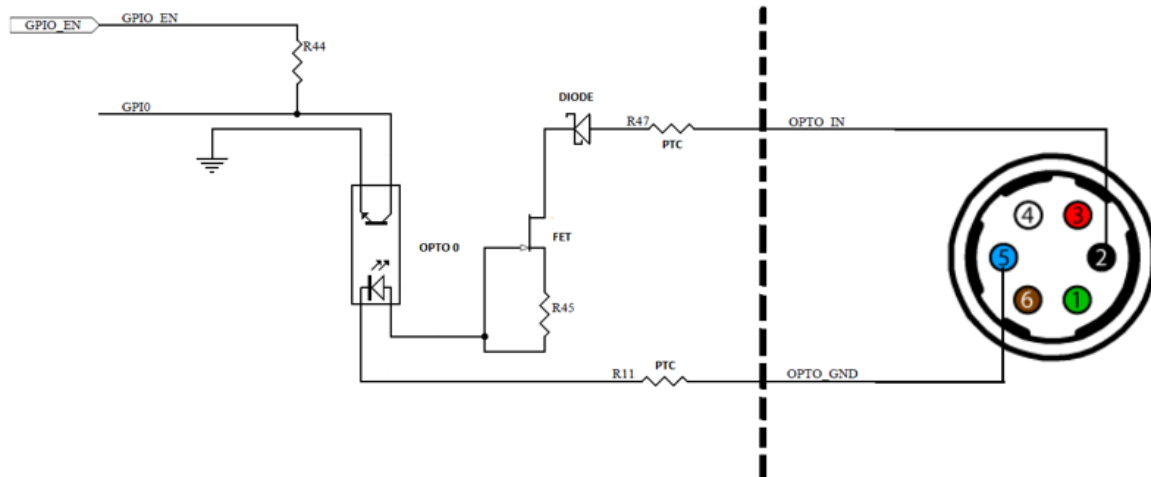 GPIO_EN
GPIO_EN
R44
GPI0
DIODE
R47
PTC
OPTO_IN
OPTO 0
FET
R45
R11
PTC
OPTO_GND
4
3
5
2
6
1